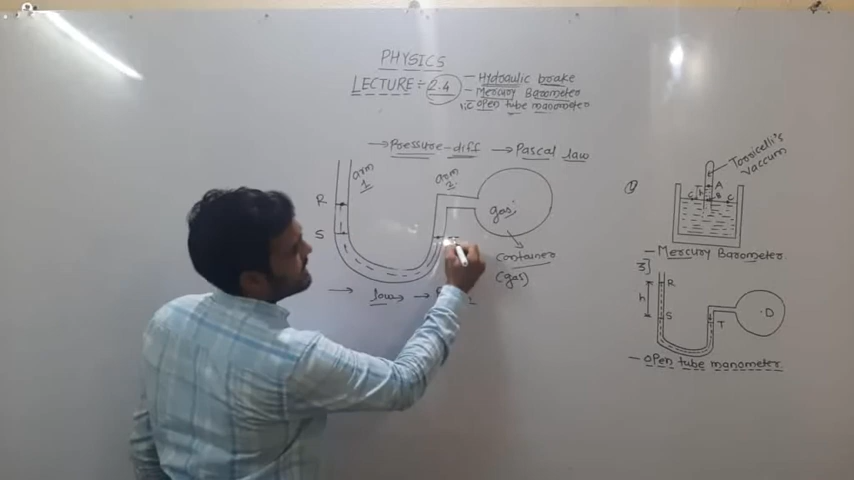 PHYSICS
LECTURE ÷ 2.4
- Hydraulic brake
- Mercury Barometer
open tube manometer
→ Pressure-diff → Pascal law
arm 1
arm 2
R
S
gas
container
(gas)
→ law → 
Torricelli's
vaccum
A
B
C
C
- Mercury Barometer
3]
R
h
S
T
.D
- open tube manometer